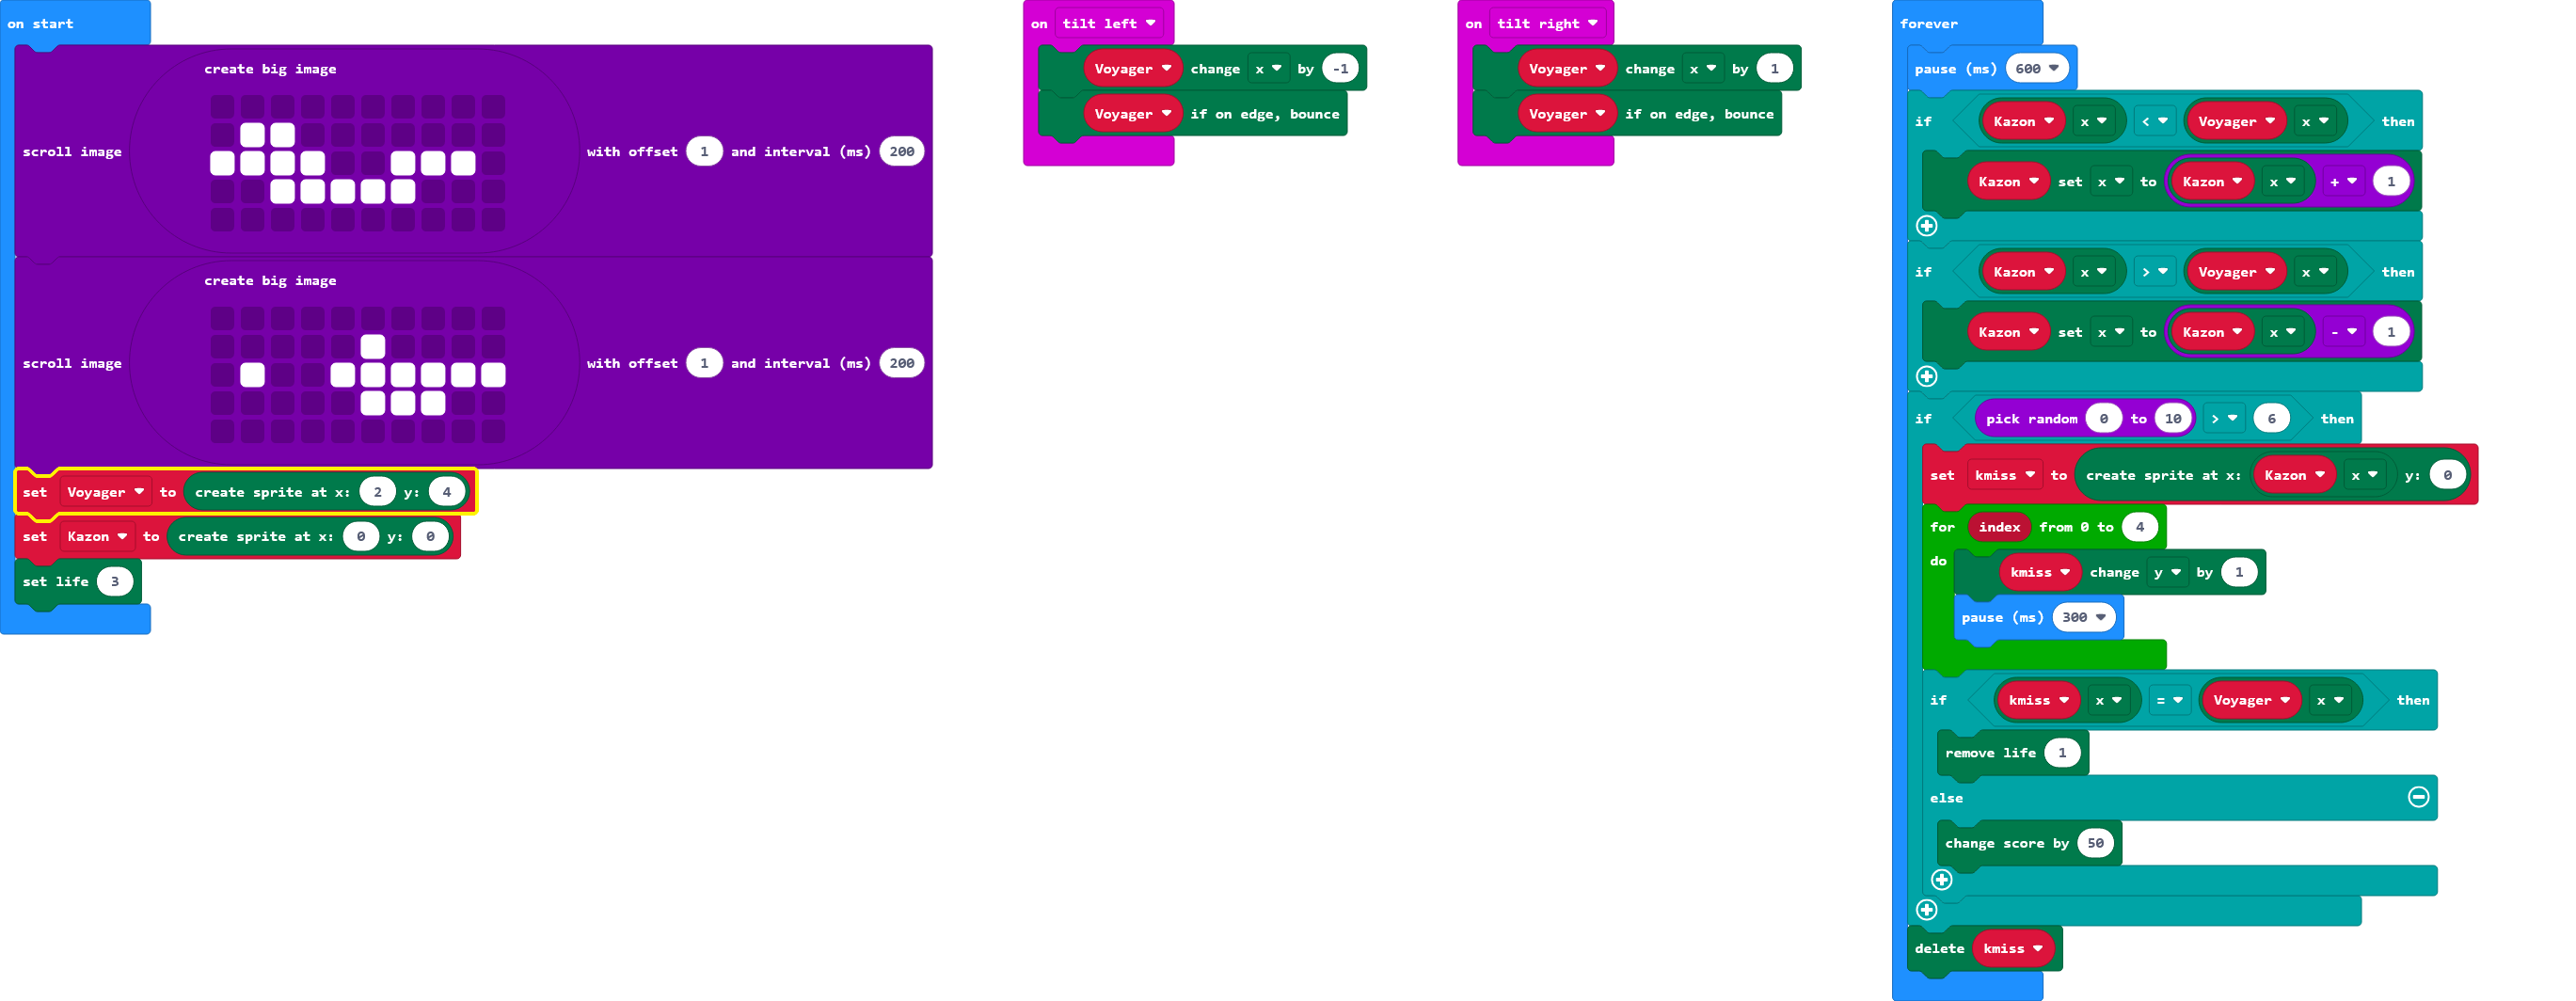 on start
create big image
scroll image with offset 1 and interval (ms) 200
create big image
scroll image with offset 1 and interval (ms) 200
set Voyager to create sprite at x: 2 y: 4
set Kazon to create sprite at x: 0 y: 0
set life 3
on tilt left
Voyager change x by -1
Voyager if on edge, bounce
on tilt right
Voyager change x by 1
Voyager if on edge, bounce
forever
pause (ms) 600
if Kazon x < Voyager x then
Kazon set x to Kazon x + 1
if Kazon x > Voyager x then
Kazon set x to Kazon x - 1
if pick random 0 to 10 > 6 then
set kmiss to create sprite at x: Kazon x y: 0
for index from 0 to 4
do kmiss change y by 1
pause (ms) 300
if kmiss x = Voyager x then
remove life 1
else
change score by 50
delete kmiss